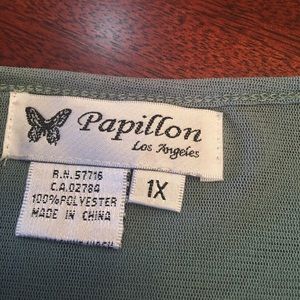 Papillon
Los Angeles
R.N. 57716
C.A. 02784
100%POLYESTER
MADE IN CHINA
1X